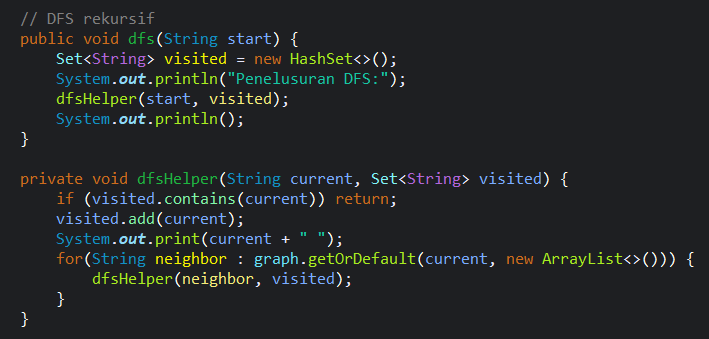 // DFS rekursif
public void dfs(String start) {
    Set<String> visited = new HashSet<>();
    System.out.println("Penelusuran DFS:");
    dfsHelper(start, visited);
    System.out.println();
}

private void dfsHelper(String current, Set<String> visited) {
    if (visited.contains(current)) return;
    visited.add(current);
    System.out.print(current + " ");
    for(String neighbor : graph.getOrDefault(current, new ArrayList<>())) {
        dfsHelper(neighbor, visited);
    }
}